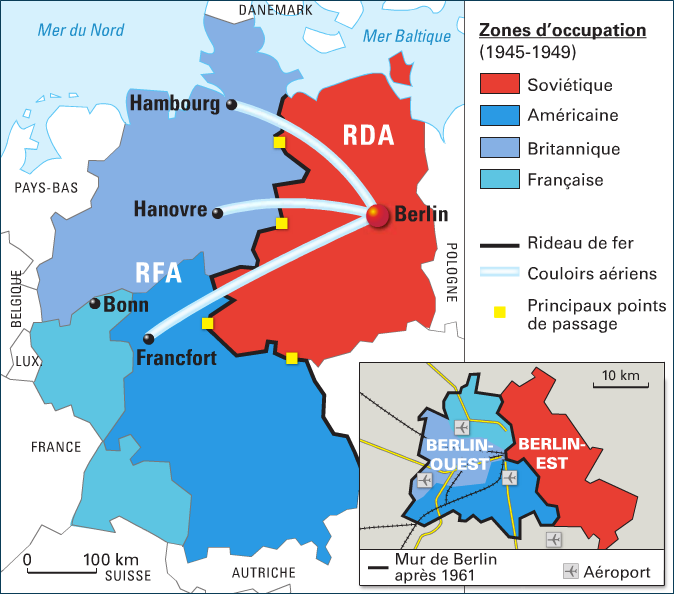 DANEMARK
Mer du Nord
Mer Baltique
Hambourg
RDA
PAYS-BAS
Hanovre
Berlin
RFA
POLOGNE
BELGIQUE
Bonn
LUX.
Francfort
FRANCE
0 100 km
SUISSE
AUTRICHE
Zones d’occupation
(1945-1949)
Soviétique
Américaine
Britannique
Française
Rideau de fer
Couloirs aériens
Principaux points
de passage
10 km
BERLIN-
OUEST
BERLIN-
EST
Mur de Berlin
après 1961
Aéroport